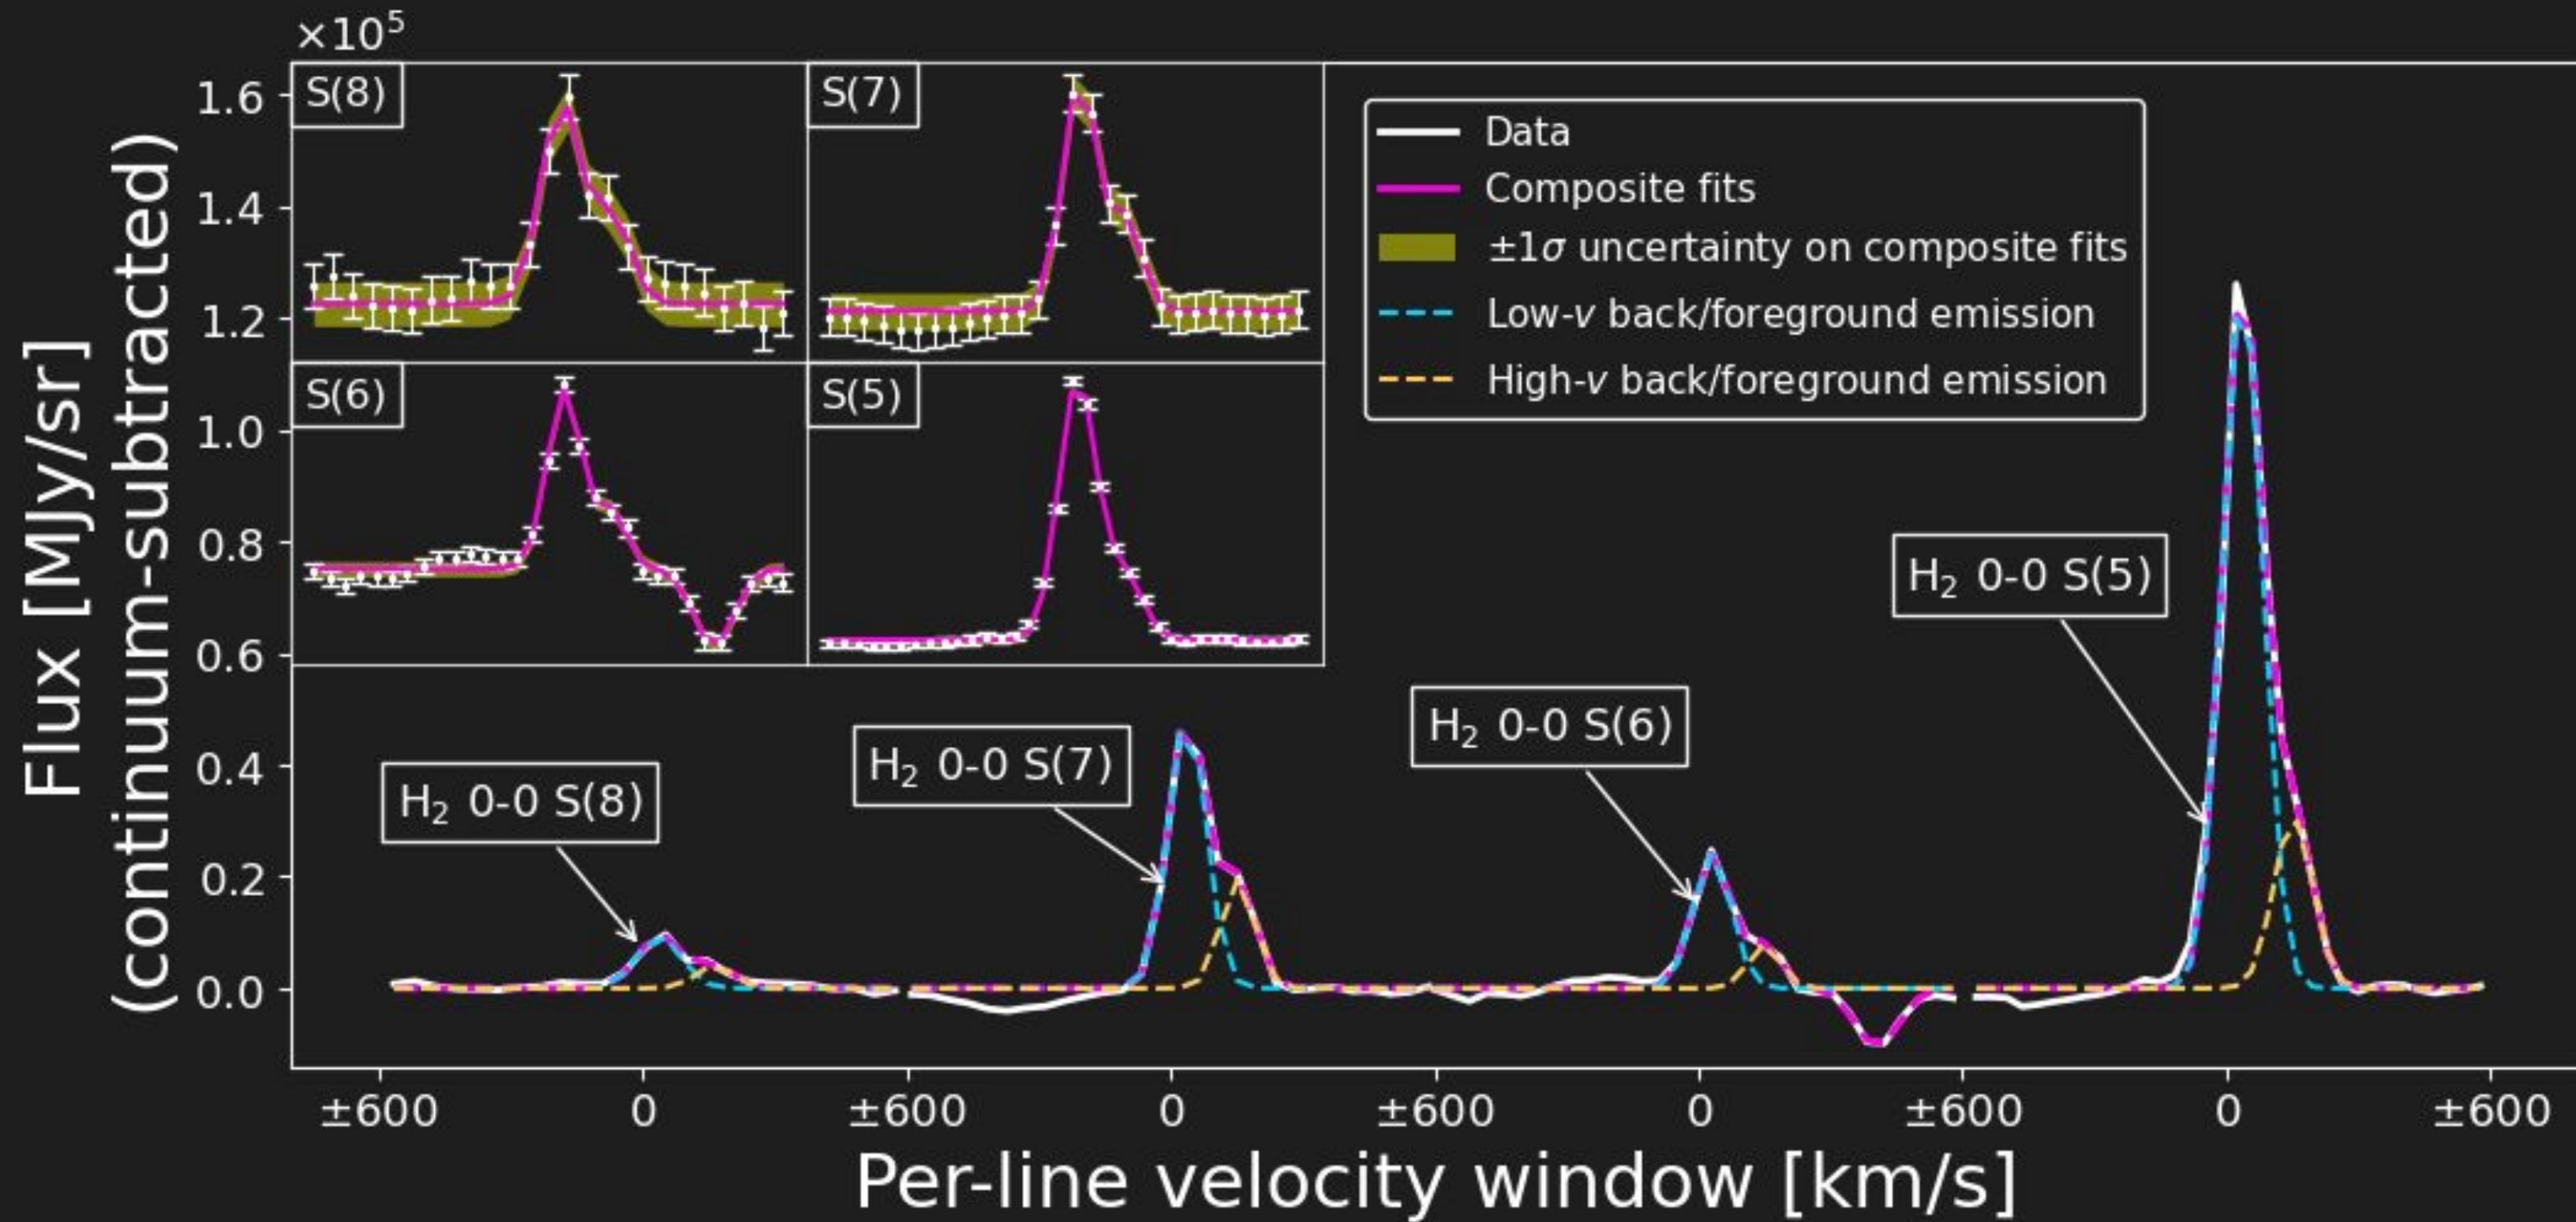 ×10⁵
Flux [MJy/sr]
(continuum-subtracted)
1.6
1.4
1.2
1.0
0.8
0.6
0.4
0.2
0.0
S(8)
S(7)
S(6)
S(5)
Data
Composite fits
±1σ uncertainty on composite fits
Low-v back/foreground emission
High-v back/foreground emission
H₂ 0-0 S(5)
H₂ 0-0 S(6)
H₂ 0-0 S(7)
H₂ 0-0 S(8)
±600 0 ±600 0 ±600 0 ±600 0 ±600
Per-line velocity window [km/s]